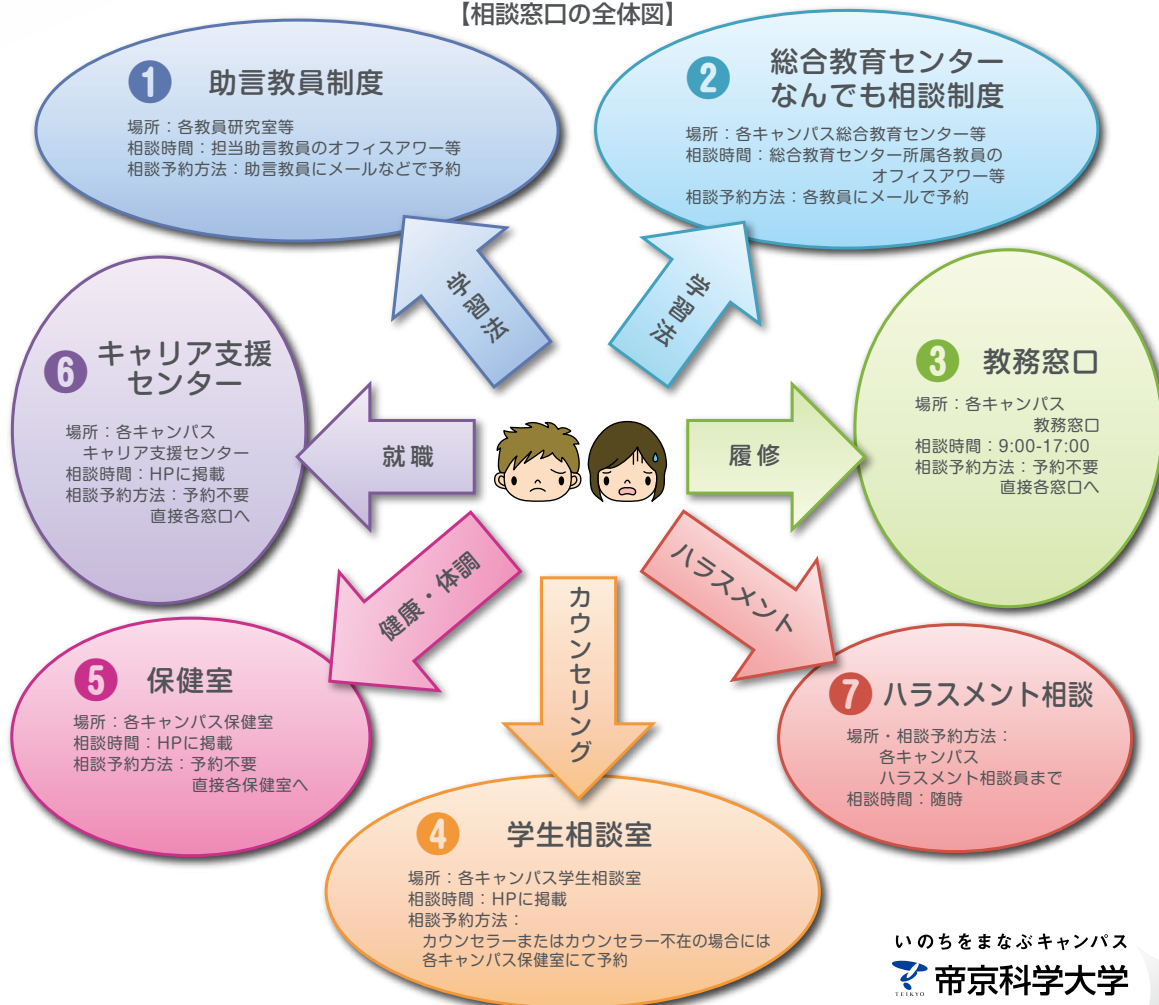 【相談窓口の全体図】
1 助言教員制度
場所：各教員研究室等
相談時間：担当助言教員のオフィスアワー等
相談予約方法：助言教員にメールなどで予約
2 総合教育センター
なんでも相談制度
場所：各キャンパス総合教育センター等
相談時間：総合教育センター所属各教員の
オフィスアワー等
相談予約方法：各教員にメールで予約
学習法
学習法
6 キャリア支援
センター
場所：各キャンパス
キャリア支援センター
相談時間：HPに掲載
相談予約方法：予約不要
直接各窓口へ
就職
履修
3 教務窓口
場所：各キャンパス
教務窓口
相談時間：9:00-17:00
相談予約方法：予約不要
直接各窓口へ
健康・体調
カウンセリング
ハラスメント
5 保健室
場所：各キャンパス保健室
相談時間：HPに掲載
相談予約方法：予約不要
直接各保健室へ
7 ハラスメント相談
場所・相談予約方法：
各キャンパス
ハラスメント相談員まで
相談時間：随時
4 学生相談室
場所：各キャンパス学生相談室
相談時間：HPに掲載
相談予約方法：
カウンセラーまたはカウンセラー不在の場合には
各キャンパス保健室にて予約
いのちをまなぶキャンパス
TEIKYO 帝京科学大学